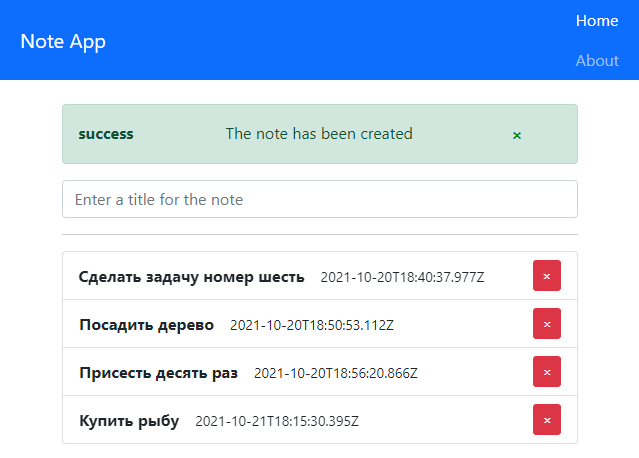 Note App
Home
About
success The note has been created ×
Enter a title for the note
Сделать задачу номер шесть 2021-10-20T18:40:37.977Z ×
Посадить дерево 2021-10-20T18:50:53.112Z ×
Присесть десять раз 2021-10-20T18:56:20.866Z ×
Купить рыбу 2021-10-21T18:15:30.395Z ×